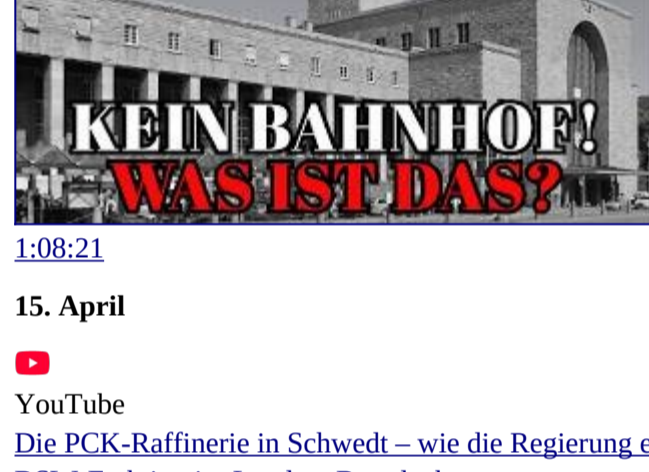 KEIN BAHNHOF!
WAS IST DAS?
1:08:21
15. April
YouTube
Die PCK-Raffinerie in Schwedt – wie die Regierung